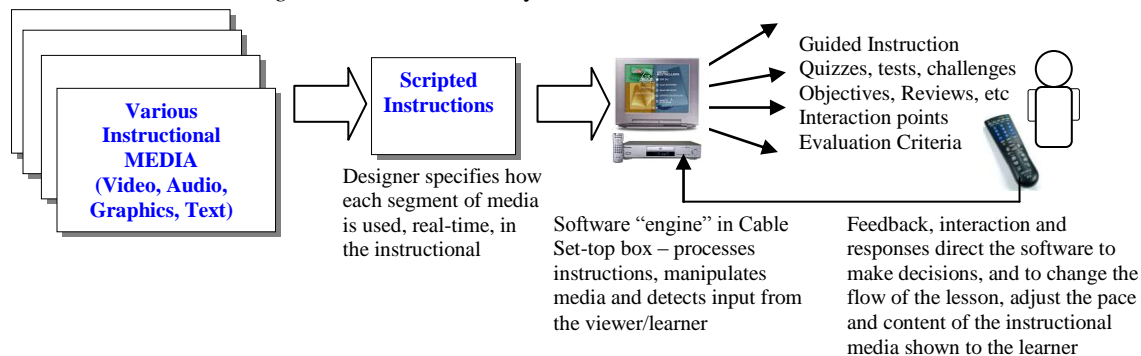 Various
Instructional
MEDIA
(Video, Audio,
Graphics, Text)
Scripted
Instructions
Designer specifies how
each segment of media
is used, real-time, in
the instructional
Software “engine” in Cable
Set-top box – processes
instructions, manipulates
media and detects input from
the viewer/learner
Guided Instruction
Quizzes, tests, challenges
Objectives, Reviews, etc
Interaction points
Evaluation Criteria
Feedback, interaction and
responses direct the software to
make decisions, and to change the
flow of the lesson, adjust the pace
and content of the instructional
media shown to the learner